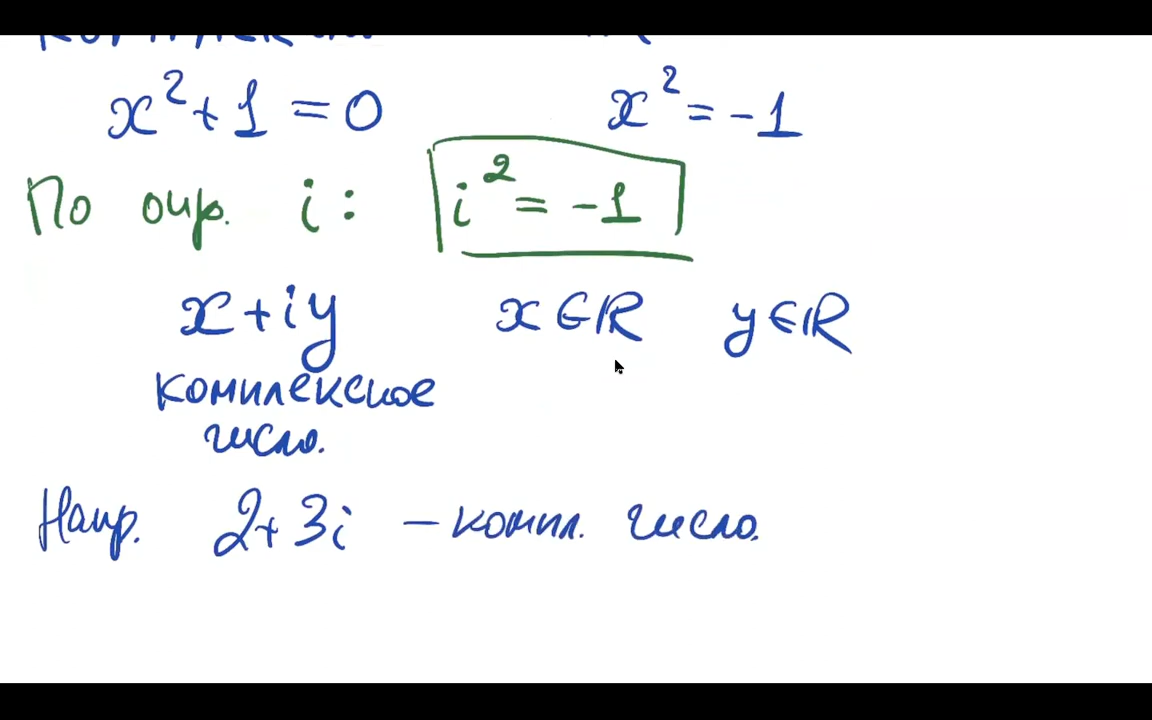 x² + 1 = 0 x² = -1
По опр. i: i² = -1
x + iy x ∈ ℝ y ∈ ℝ
комплексное
число.
Напр. 2 + 3i — компл. число.